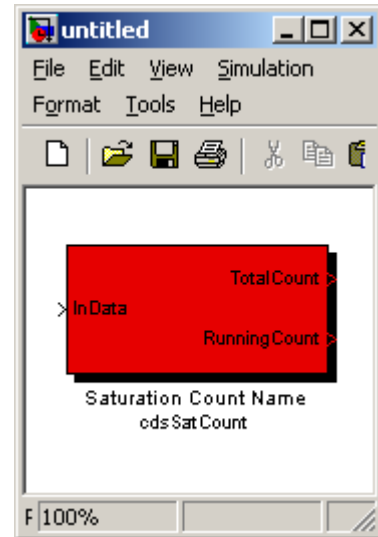 untitled
File Edit View Simulation
Format Tools Help
TotalCount
InData
RunningCount
Saturation Count Name
cdsSatCount
F 100%